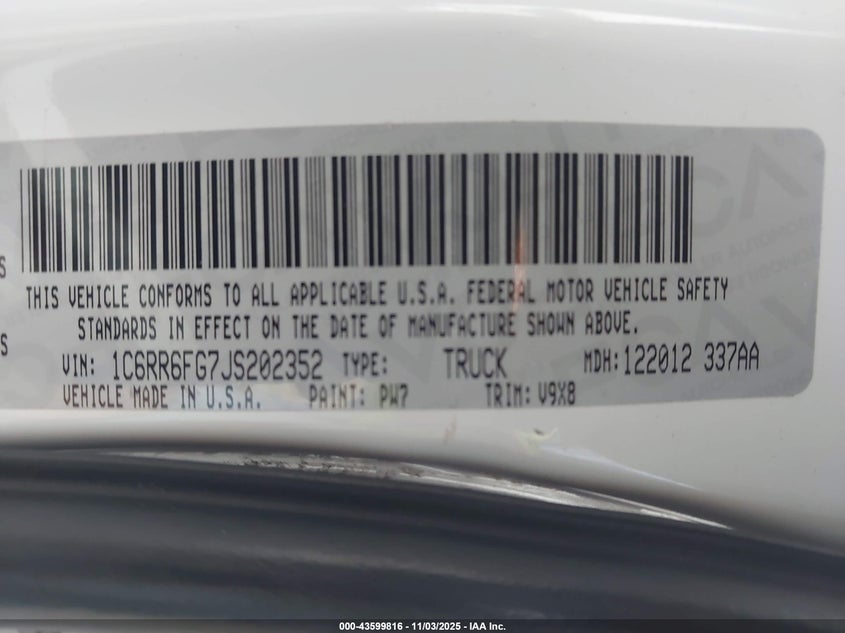 S
THIS VEHICLE CONFORMS TO ALL APPLICABLE U.S.A. FEDERAL MOTOR VEHICLE SAFETY
S
STANDARDS IN EFFECT ON THE DATE OF MANUFACTURE SHOWN ABOVE.
VIN: 1C6RR6FG7JS202352 TYPE: TRUCK MDH:122012 337AA
VEHICLE MADE IN U.S.A. PAINT: PW7 TRIM: V9X8
000-43599816 - 11/03/2025 - IAA Inc.